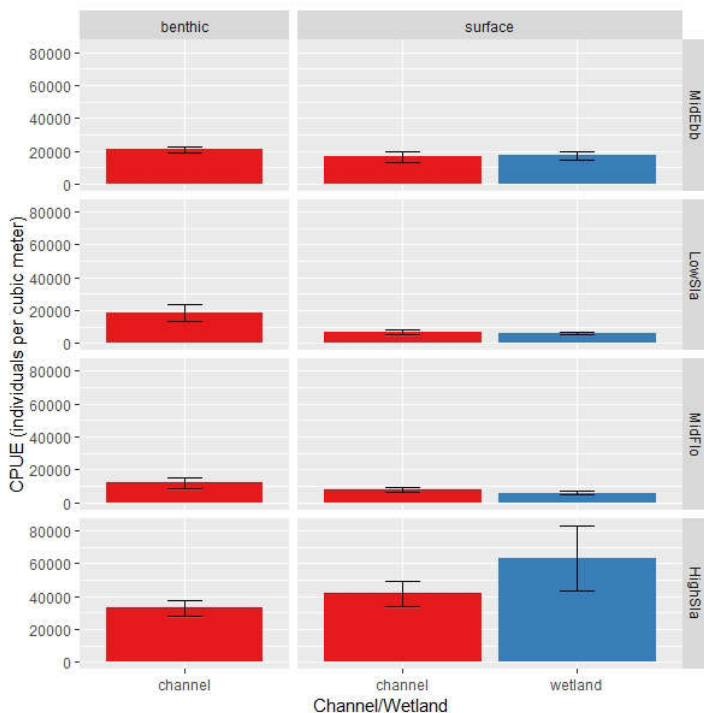 benthic surface
80000
60000
40000
20000
0
MidEbb
80000
60000
40000
20000
0
LowSla
80000
60000
40000
20000
0
MidFlo
80000
60000
40000
20000
0
HighSla
CPUE (individuals per cubic meter)
channel channel wetland
Channel/Wetland